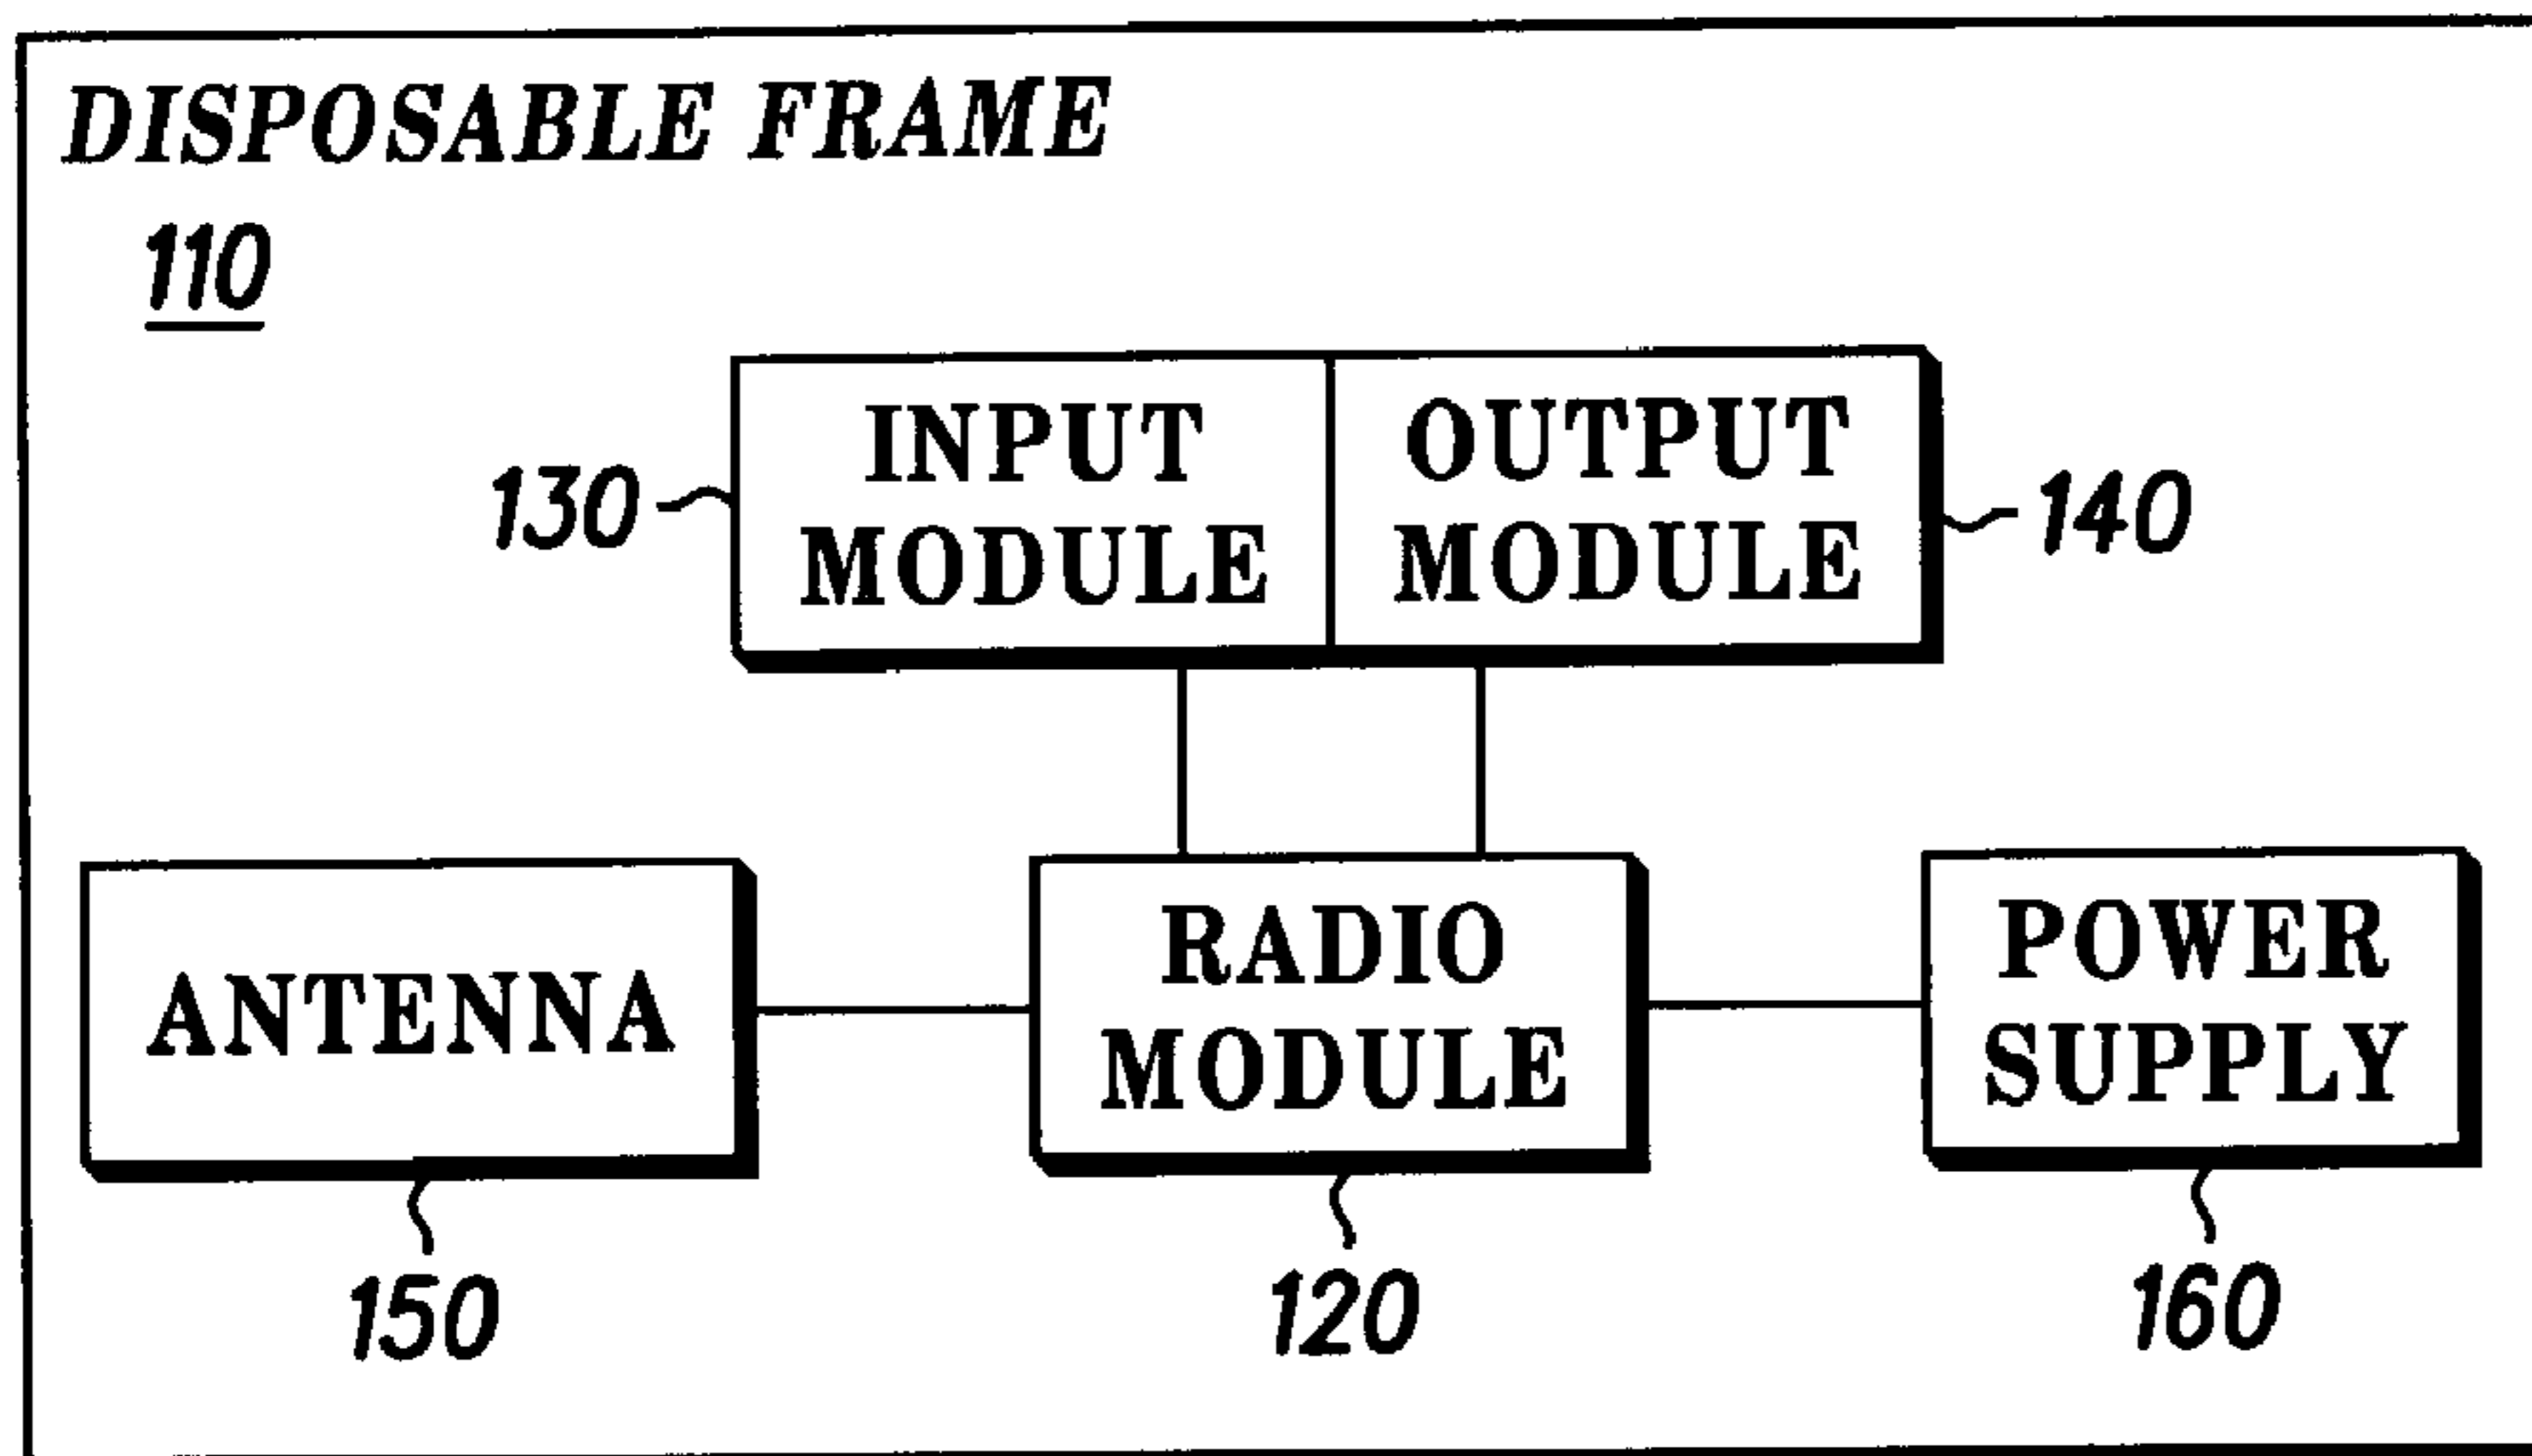 DISPOSABLE FRAME
110
INPUT
MODULE
OUTPUT
MODULE
130
140
ANTENNA
RADIO
MODULE
POWER
SUPPLY
150
120
160